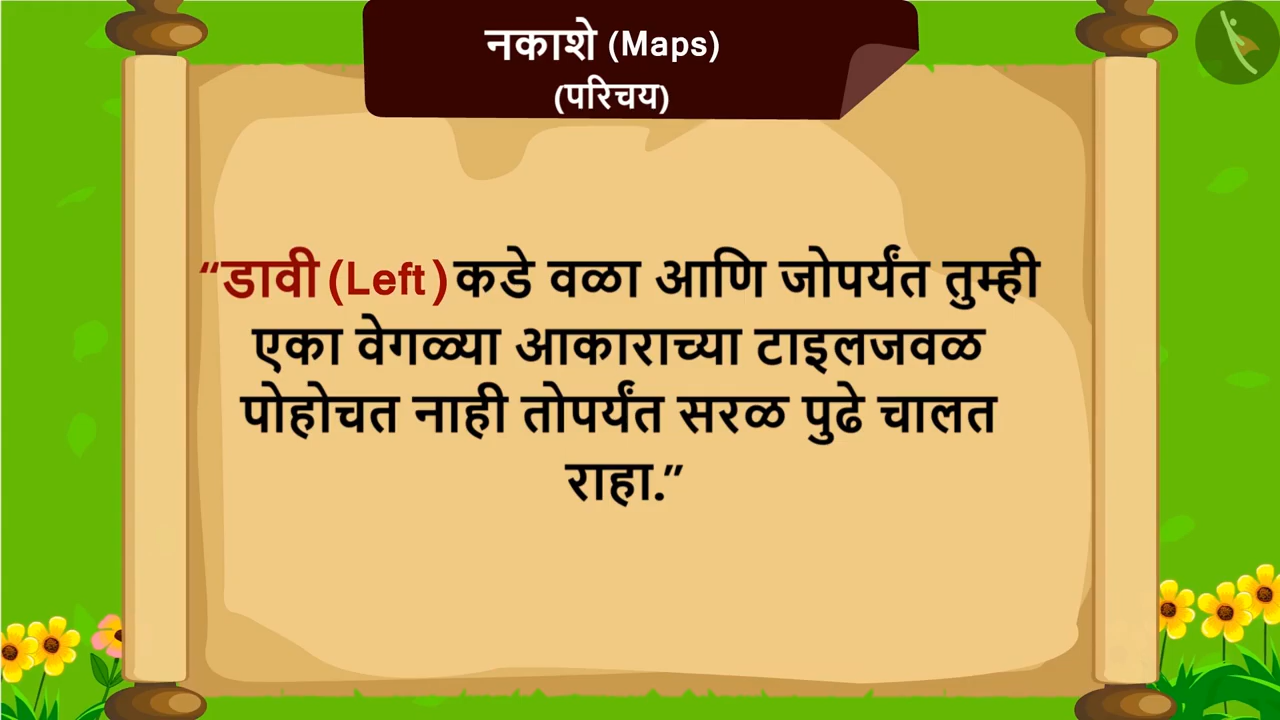 नकाशे (Maps)
(परिचय)
“डावी (Left) कडे वळा आणि जोपर्यंत तुम्ही
एका वेगळ्या आकाराच्या टाइलजवळ
पोहोचत नाही तोपर्यंत सरळ पुढे चालत
राहा.”